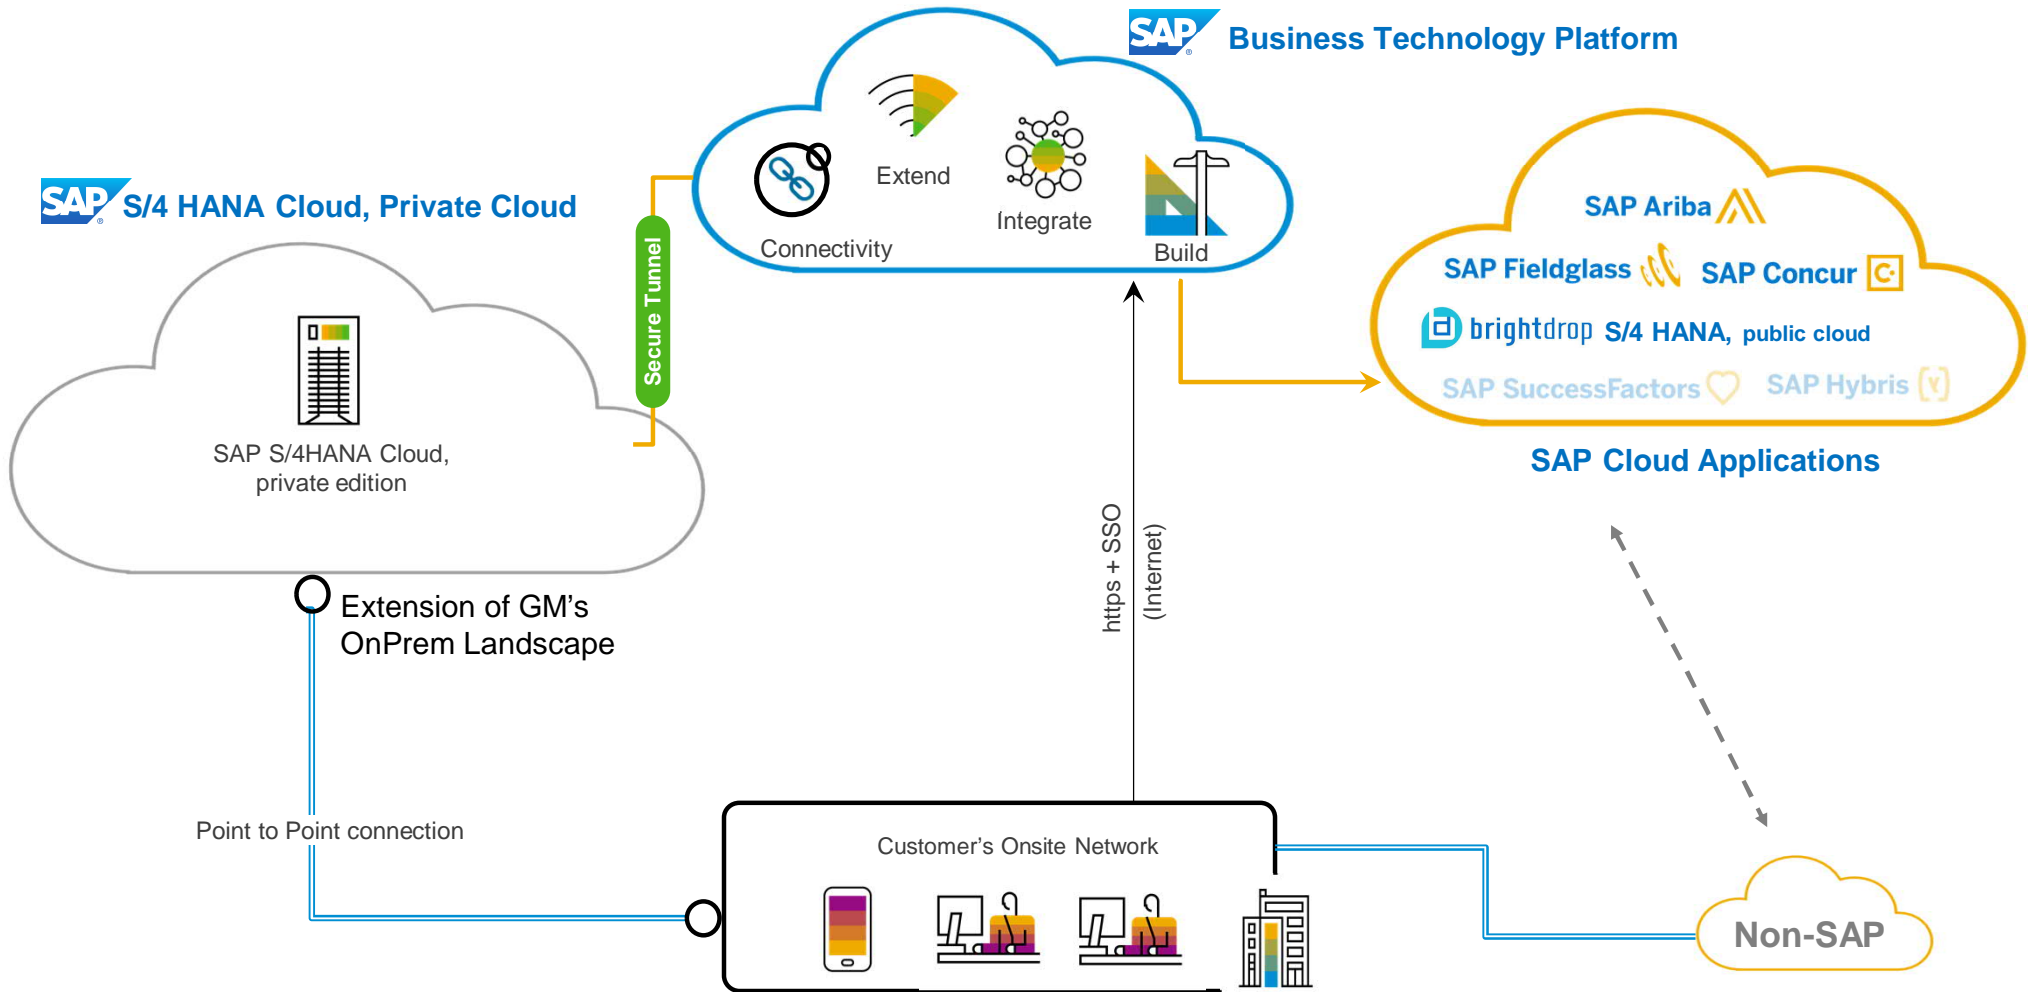 SAP Business Technology Platform
Extend
Integrate
Connectivity
Build
SAP S/4 HANA Cloud, Private Cloud
Secure Tunnel
SAP S/4HANA Cloud,
private edition
SAP Ariba
SAP Fieldglass
SAP Concur C
d brightdrop S/4 HANA, public cloud
SAP SuccessFactors
SAP Hybris (Y)
SAP Cloud Applications
Extension of GM's
OnPrem Landscape
https + SSO
(Internet)
Point to Point connection
Customer's Onsite Network
Non-SAP